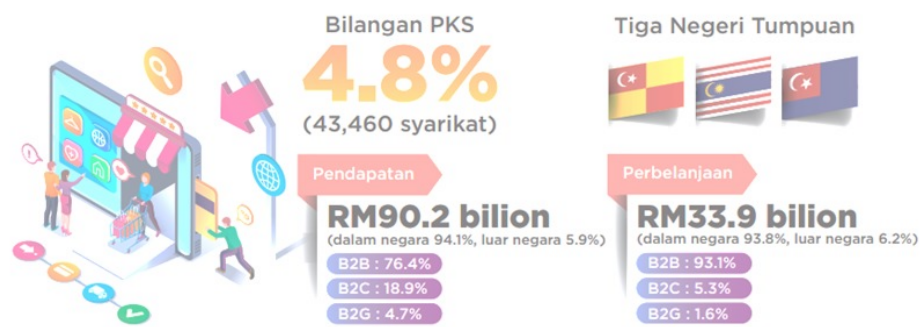 Bilangan PKS
4.8%
(43,460 syarikat)
Tiga Negeri Tumpuan
Pendapatan
RM90.2 bilion
(dalam negara 94.1%, luar negara 5.9%)
B2B : 76.4%
B2C : 18.9%
B2G : 4.7%
Perbelanjaan
RM33.9 bilion
(dalam negara 93.8%, luar negara 6.2%)
B2B : 93.1%
B2C : 5.3%
B2G : 1.6%